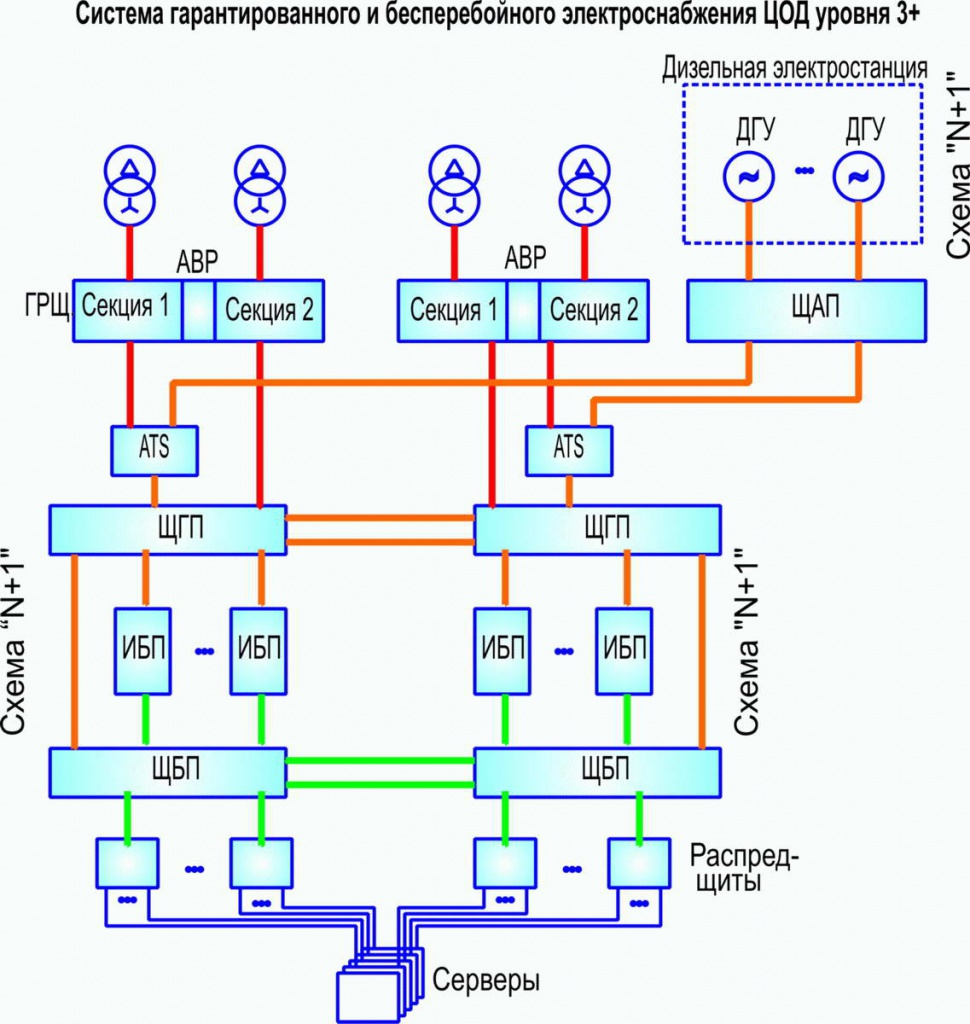 Система гарантированного и бесперебойного электроснабжения ЦОД уровня 3+
Дизельная электростанция
ДГУ
ДГУ
Схема "N+1"
АВР
АВР
ГРЩ
Секция 1
Секция 2
Секция 1
Секция 2
ЩАП
ATS
ATS
ЩГП
ЩГП
Схема “N+1"
Схема "N+1"
ИБП
ИБП
ИБП
ИБП
ЩБП
ЩБП
Распред-
щиты
Серверы